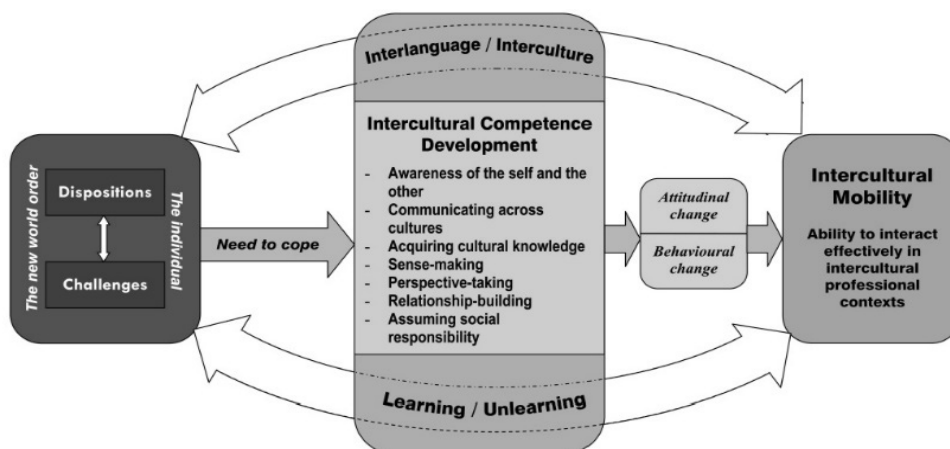 Interlanguage / Interculture
The new world order
Dispositions
Challenges
The individual
Need to cope
Intercultural Competence
Development
- Awareness of the self and the
other
- Communicating across
cultures
- Acquiring cultural knowledge
- Sense-making
- Perspective-taking
- Relationship-building
- Assuming social
responsibility
Attitudinal
change
Behavioural
change
Intercultural
Mobility
Ability to interact
effectively in
intercultural
professional
contexts
Learning / Unlearning